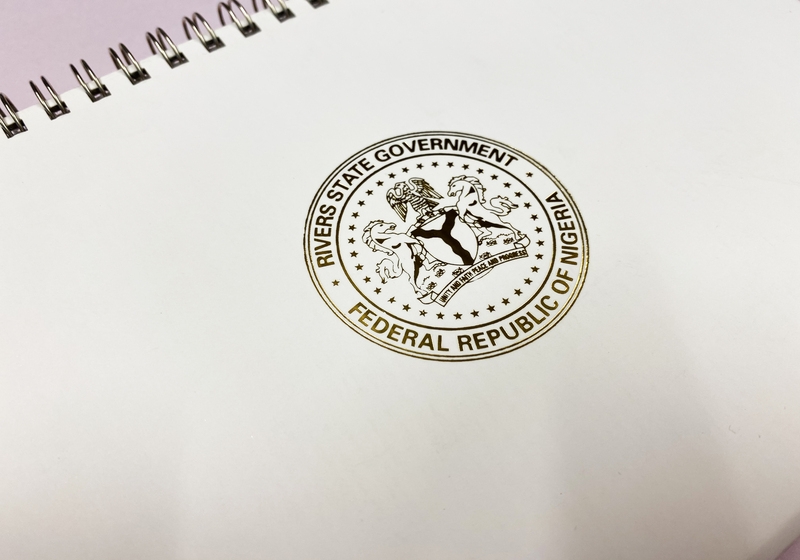 RIVERS STATE GOVERNMENT
UNITY AND FAITH PEACE AND PROGRESS
FEDERAL REPUBLIC OF NIGERIA